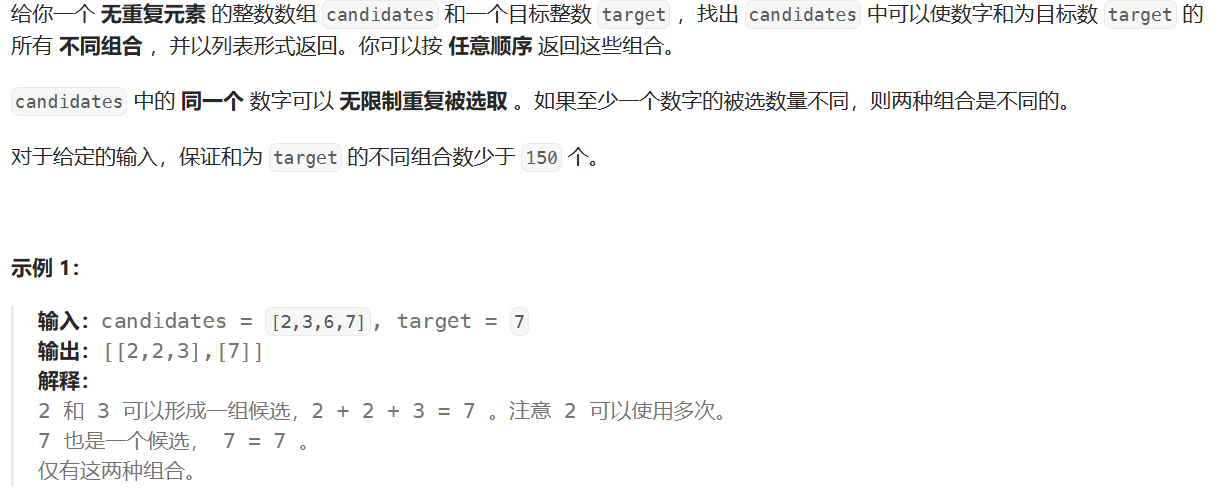 给你一个 无重复元素 的整数数组 candidates 和一个目标整数 target ，找出 candidates 中可以使数字和为目标数 target 的
所有 不同组合 ，并以列表形式返回。你可以按 任意顺序 返回这些组合。
candidates 中的 同一个 数字可以 无限制重复被选取 。如果至少一个数字的被选数量不同，则两种组合是不同的。
对于给定的输入，保证和为 target 的不同组合数少于 150 个。
示例 1：
输入：candidates = [2,3,6,7], target = 7
输出：[[2,2,3],[7]]
解释：
2 和 3 可以形成一组候选，2 + 2 + 3 = 7 。注意 2 可以使用多次。
7 也是一个候选， 7 = 7 。
仅有这两种组合。